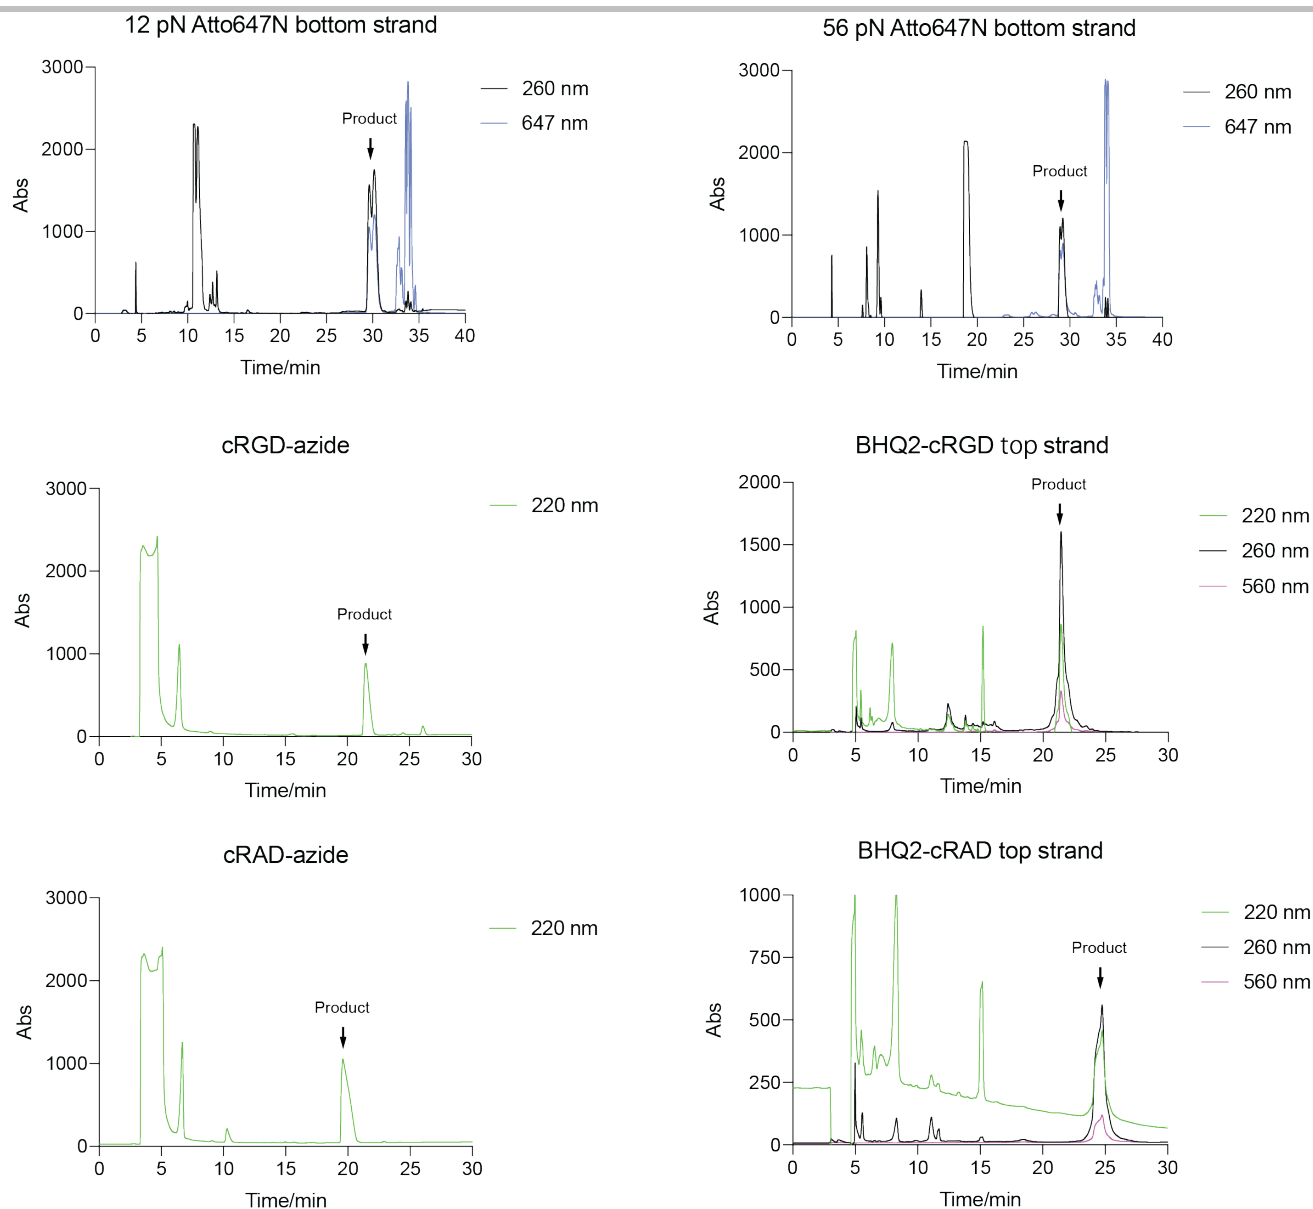 12 pN Atto647N bottom strand
3000
2000
1000
0
Abs
0 5 10 15 20 25 30 35 40
Time/min
Product
260 nm
647 nm
56 pN Atto647N bottom strand
3000
2000
1000
0
Abs
0 5 10 15 20 25 30 35 40
Time/min
Product
260 nm
647 nm
cRGD-azide
3000
2000
1000
0
Abs
0 5 10 15 20 25 30
Time/min
Product
220 nm
BHQ2-cRGD top strand
2000
1500
1000
500
0
Abs
0 5 10 15 20 25 30
Time/min
Product
220 nm
260 nm
560 nm
cRAD-azide
3000
2000
1000
0
Abs
0 5 10 15 20 25 30
Time/min
Product
220 nm
BHQ2-cRAD top strand
1000
750
500
250
0
Abs
0 5 10 15 20 25 30
Time/min
Product
220 nm
260 nm
560 nm